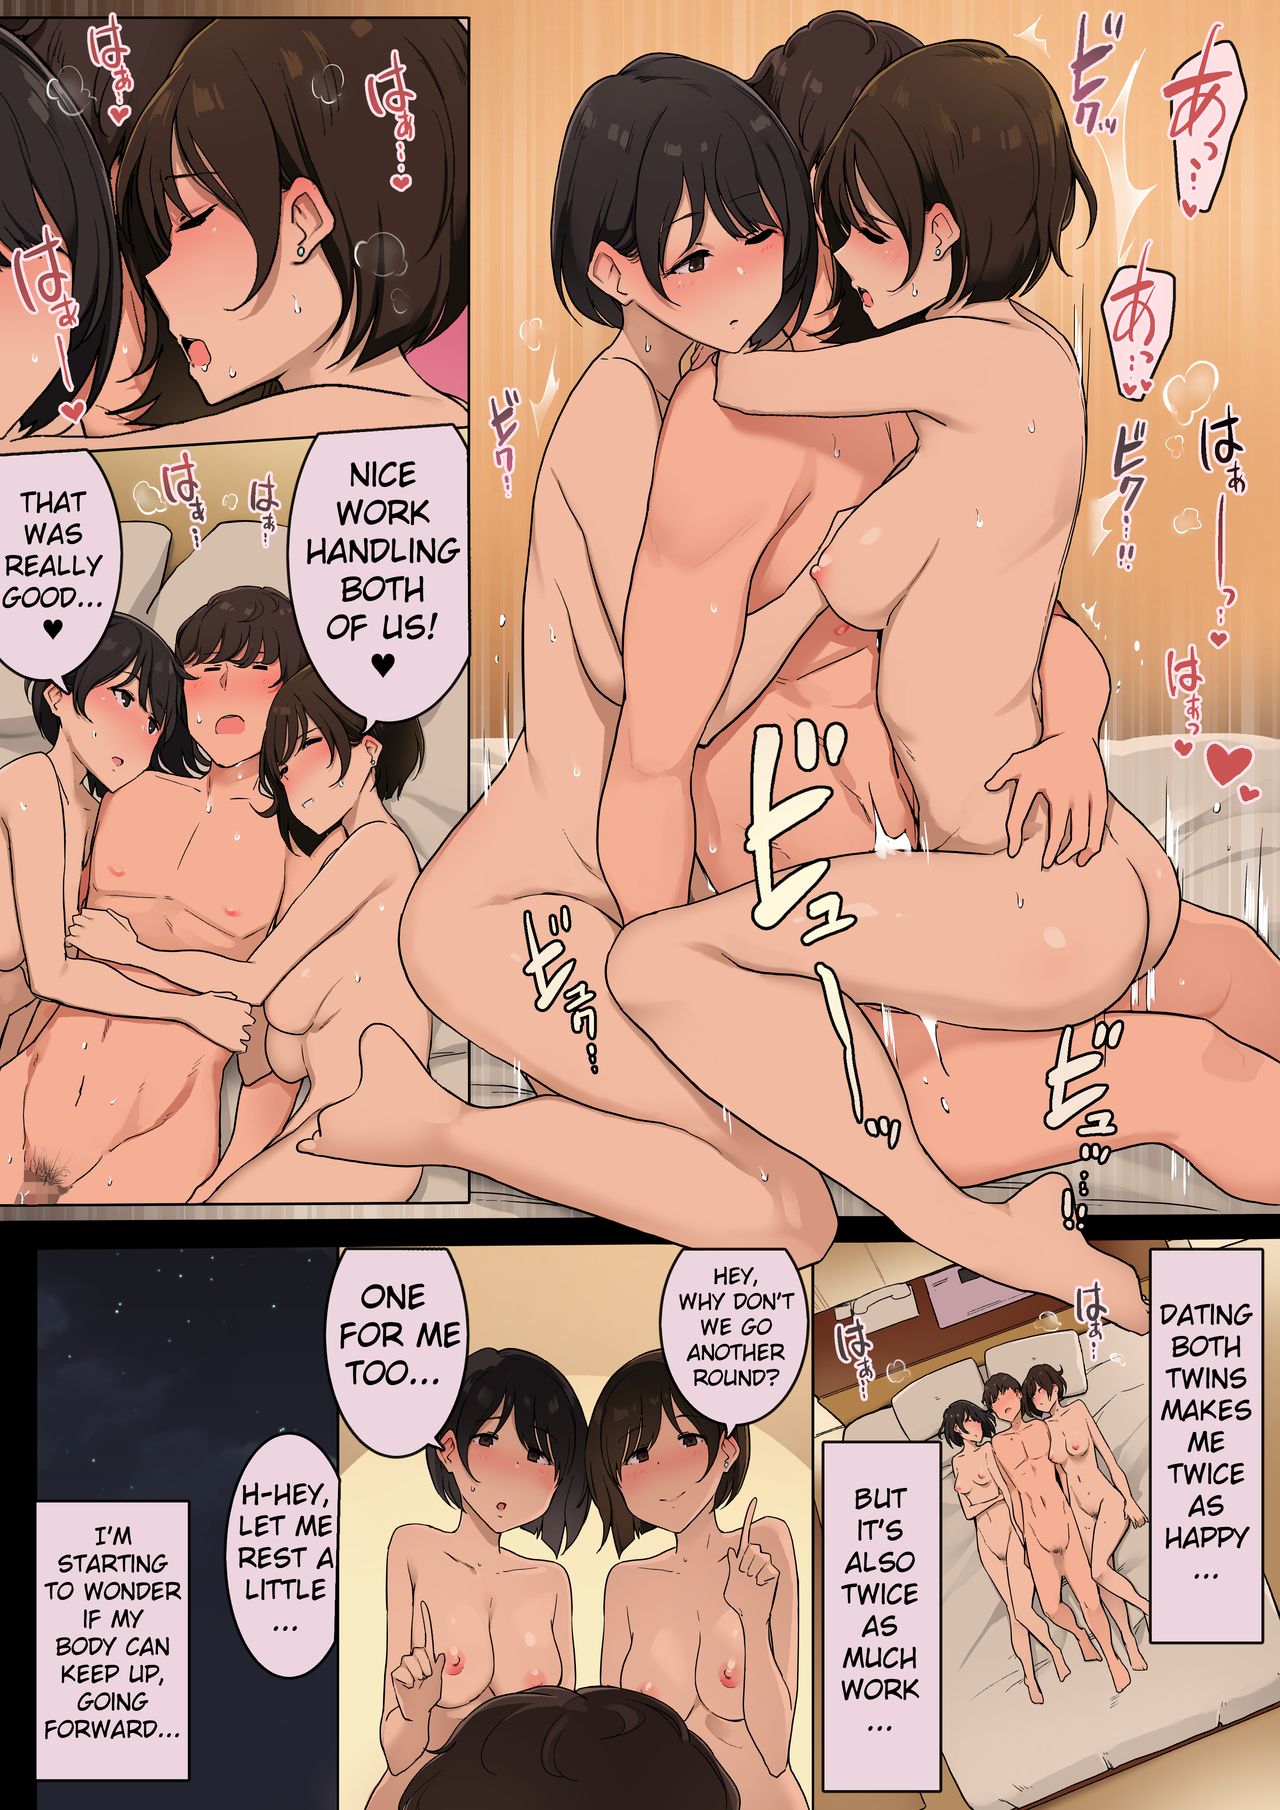 あっ…♥
あっ…♥♥
ビクッ
はぁーっ…♥
ビクッ…!!
はぁっ♥
ビクッ…
ビュ
ビュクッ…
ーッ
ビュッ!!
はぁ…♥
はぁ…♥
はぁー♥
はぁ…
はぁ…
NICE
WORK
HANDLING
BOTH
OF US!
♥
THAT
WAS
REALLY
GOOD...
♥
DATING
BOTH
TWINS
MAKES
ME
TWICE
AS
HAPPY
...
はぁ…
はぁ…
BUT
IT'S
ALSO
TWICE
AS
MUCH
WORK
...
HEY,
WHY DON'T
WE GO
ANOTHER
ROUND?
ONE
FOR ME
TOO...
H-HEY,
LET ME
REST A
LITTLE
...
I'M
STARTING
TO WONDER
IF MY
BODY CAN
KEEP UP,
GOING
FORWARD...